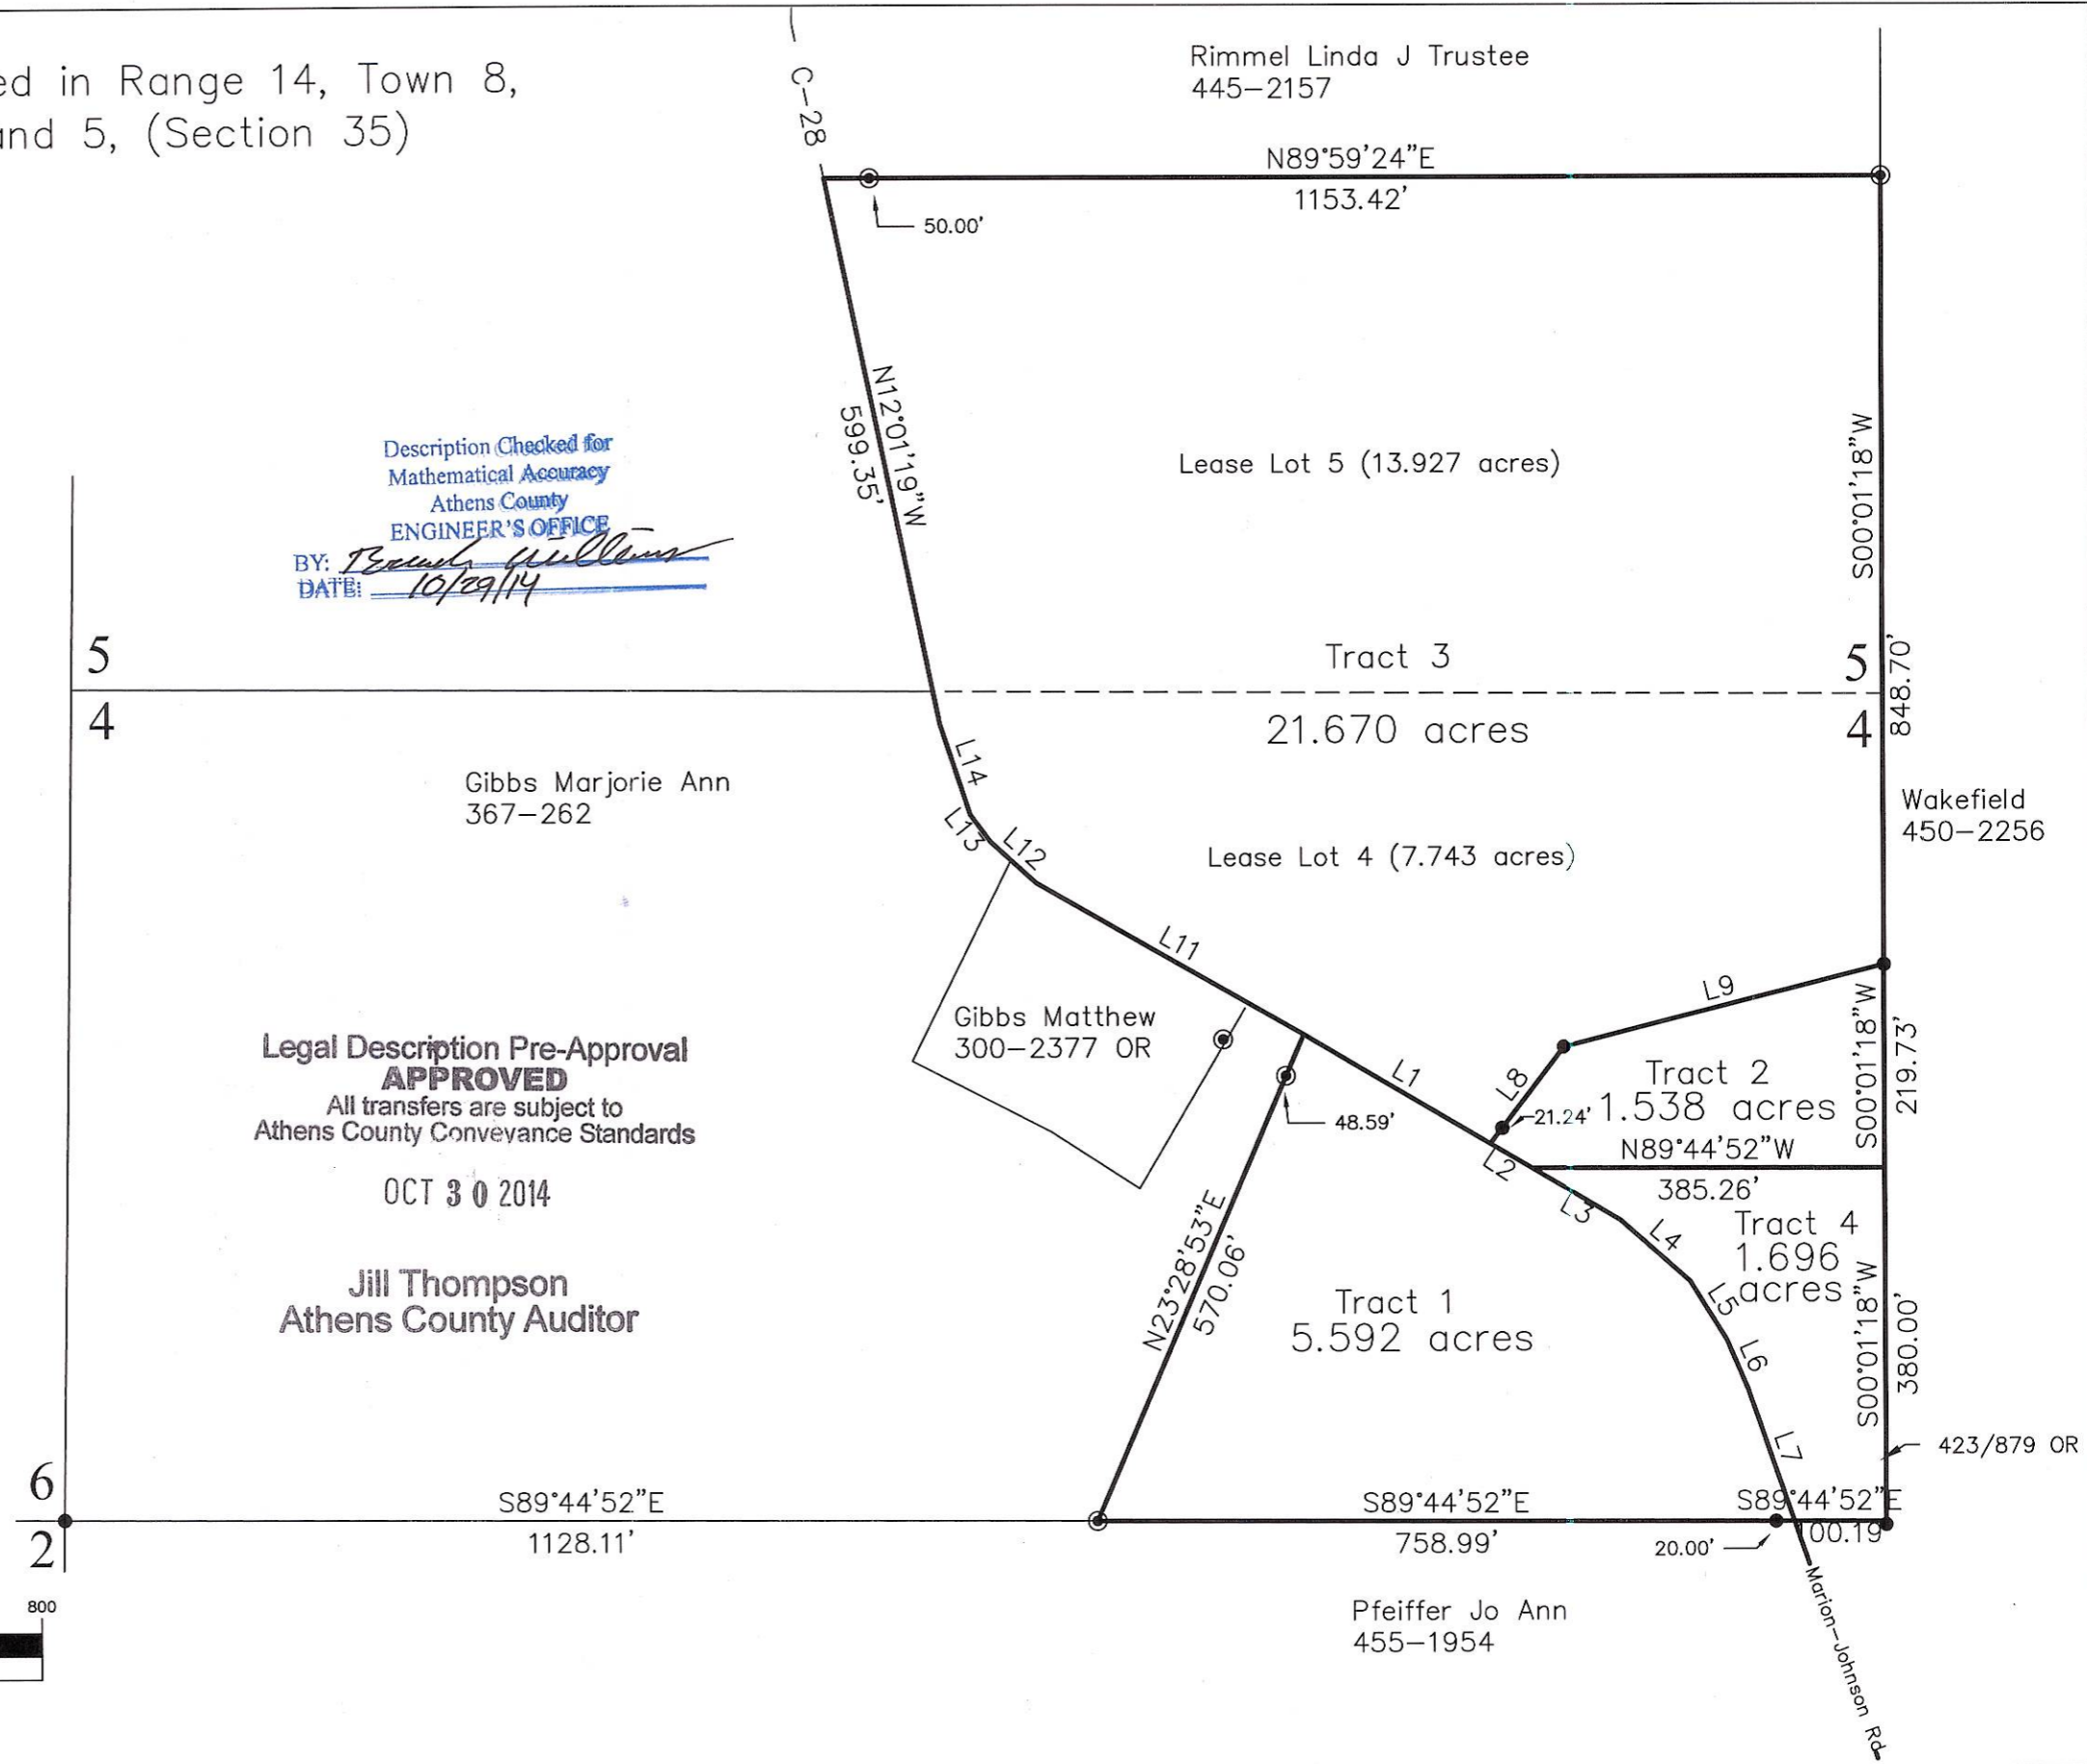 ed in Range 14, Town 8,
and 5, (Section 35)
C-28
Rimmel Linda J Trustee
445-2157
N89°59'24"E
1153.42'
50.00'
N12°01'19"W
599.35'
Description Checked for
Mathematical Accuracy
Athens County
ENGINEER'S OFFICE
BY:
DATE: 10/29/14
Lease Lot 5 (13.927 acres)
S00°01'18"W
848.70'
5
4
Tract 3
21.670 acres
5
4
Gibbs Marjorie Ann
367-262
L14
L13
L12
Lease Lot 4 (7.743 acres)
Wakefield
450-2256
L11
L9
Gibbs Matthew
300-2377 OR
L1
L8
Tract 2
1.538 acres
21.24'
S00°01'18"W
219.73'
48.59'
L2
N89°44'52"W
385.26'
Legal Description Pre-Approval
APPROVED
All transfers are subject to
Athens County Conveyance Standards
OCT 30 2014
Jill Thompson
Athens County Auditor
L3
L4
L5
L6
L7
Tract 4
1.696
acres
S00°01'18"W
380.00'
N23°28'53"E
570.06'
Tract 1
5.592 acres
423/879 OR
6
2
S89°44'52"E
1128.11'
S89°44'52"E
758.99'
S89°44'52"E
100.19'
20.00'
800
Pfeiffer Jo Ann
455-1954
Marion-Johnson Rd